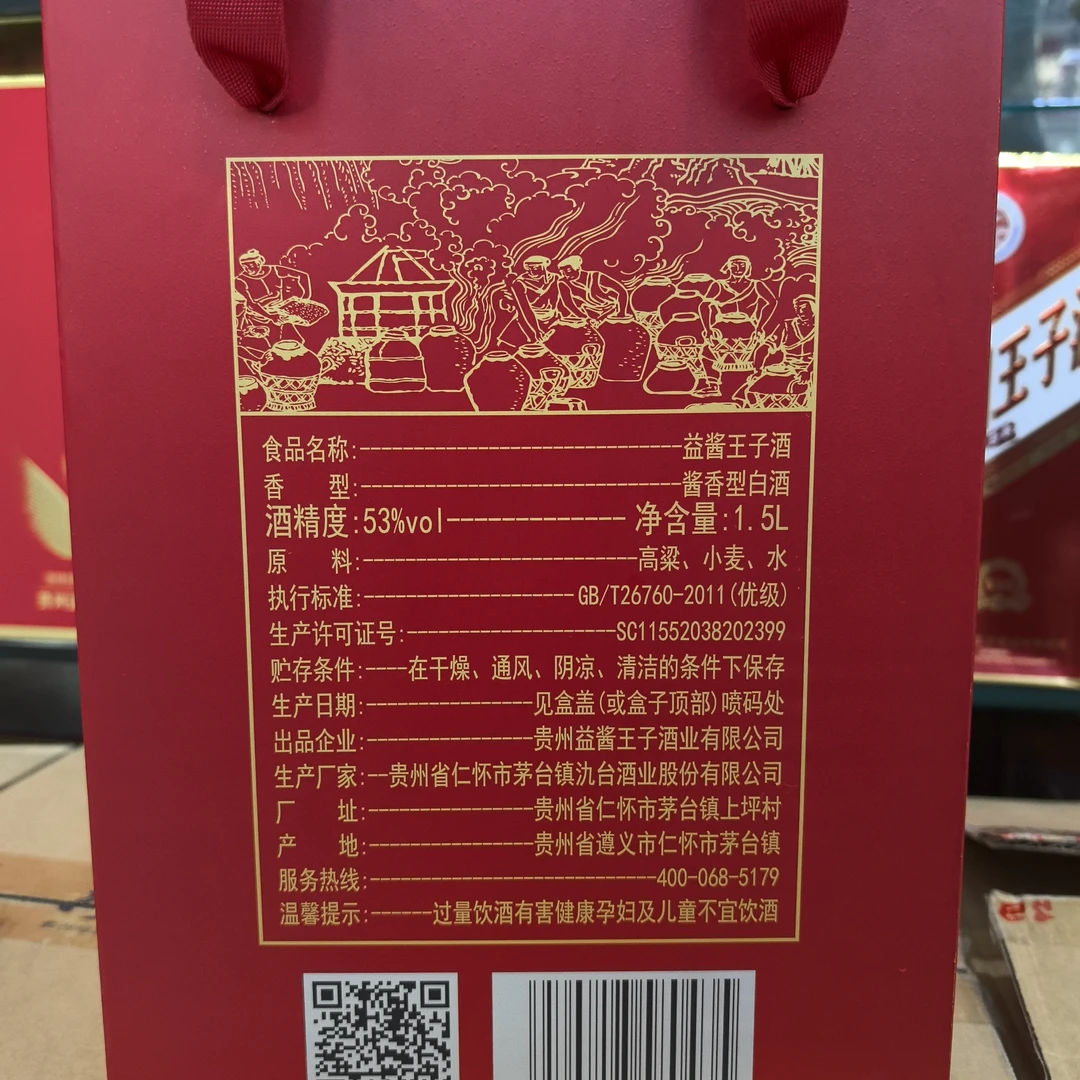 食品名称:益酱王子酒
香 型:酱香型白酒
酒精度:53%vol 净含量:1.5L
原 料:高粱、小麦、水
执行标准:GB/T26760-2011(优级)
生产许可证号:SC11552038202399
贮存条件:在干燥、通风、阴凉、清洁的条件下保存
生产日期:见盒盖(或盒子顶部)喷码处
出品企业:贵州益酱王子酒业有限公司
生产厂家:贵州省仁怀市茅台镇氿台酒业股份有限公司
厂 址:贵州省仁怀市茅台镇上坪村
产 地:贵州省遵义市仁怀市茅台镇
服务热线:400-068-5179
温馨提示:过量饮酒有害健康孕妇及儿童不宜饮酒
王子